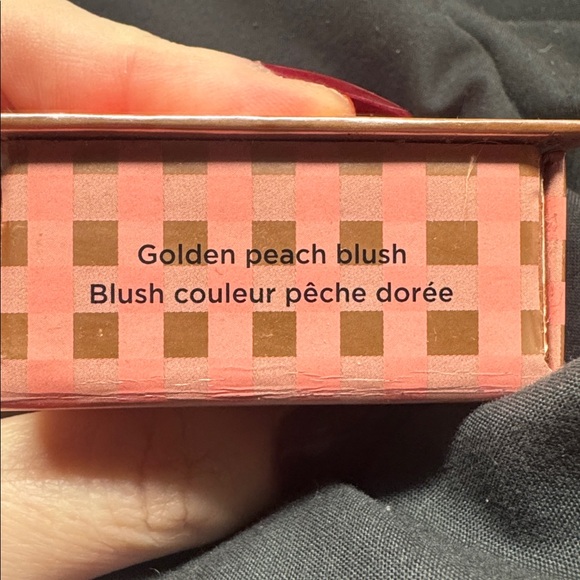 Golden peach blush
Blush couleur pêche dorée